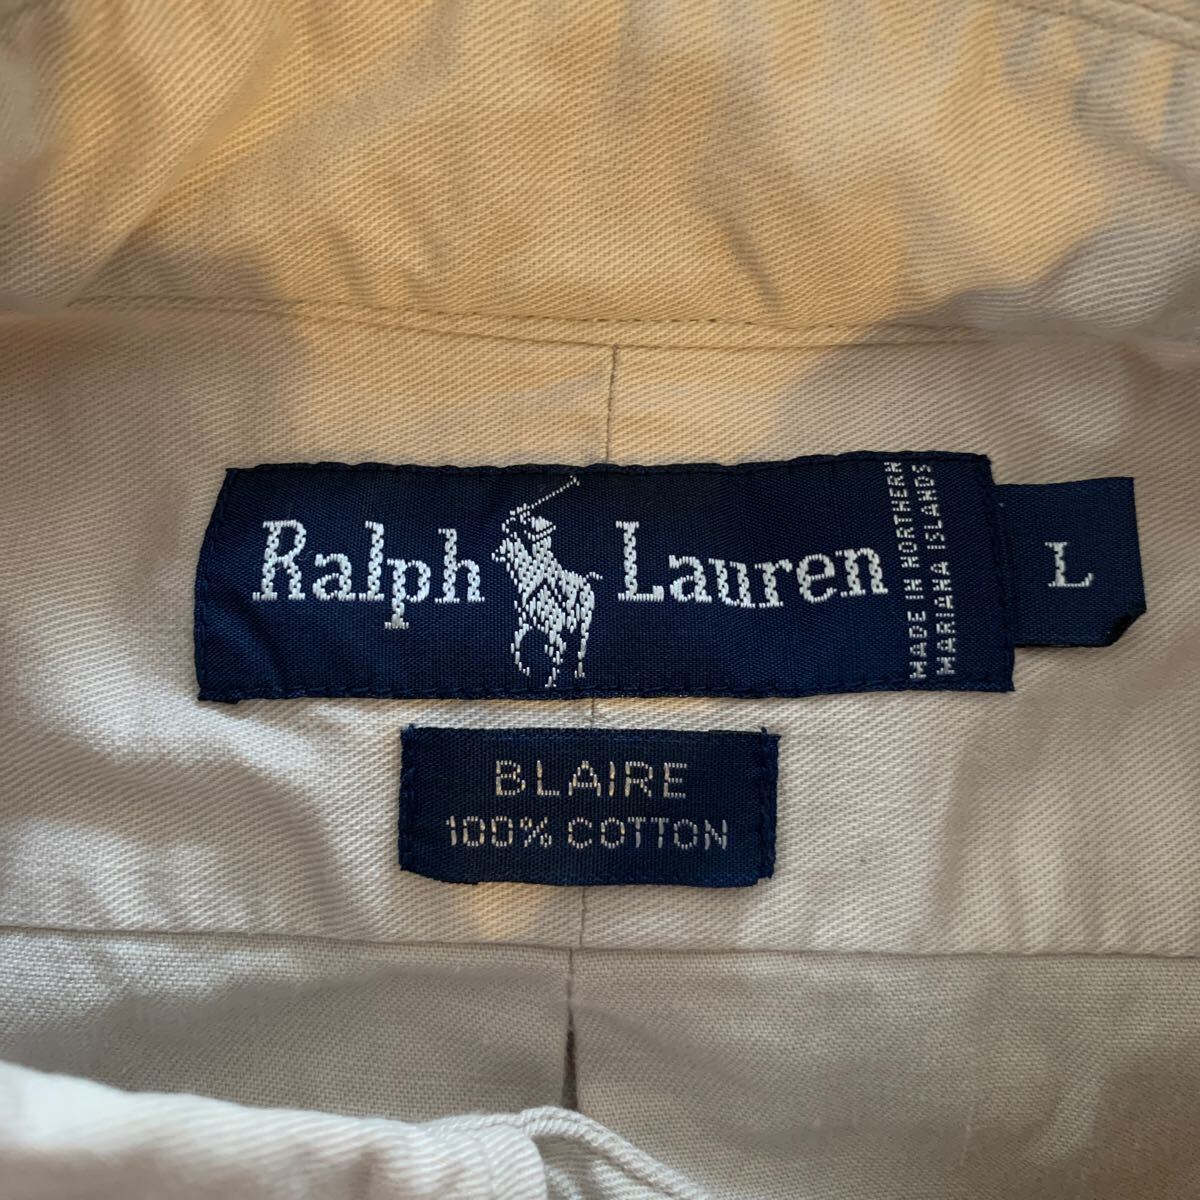 Ralph Lauren
MADE IN NORTHERN
MARIANA ISLANDS
L
BLAIRE
100% COTTON